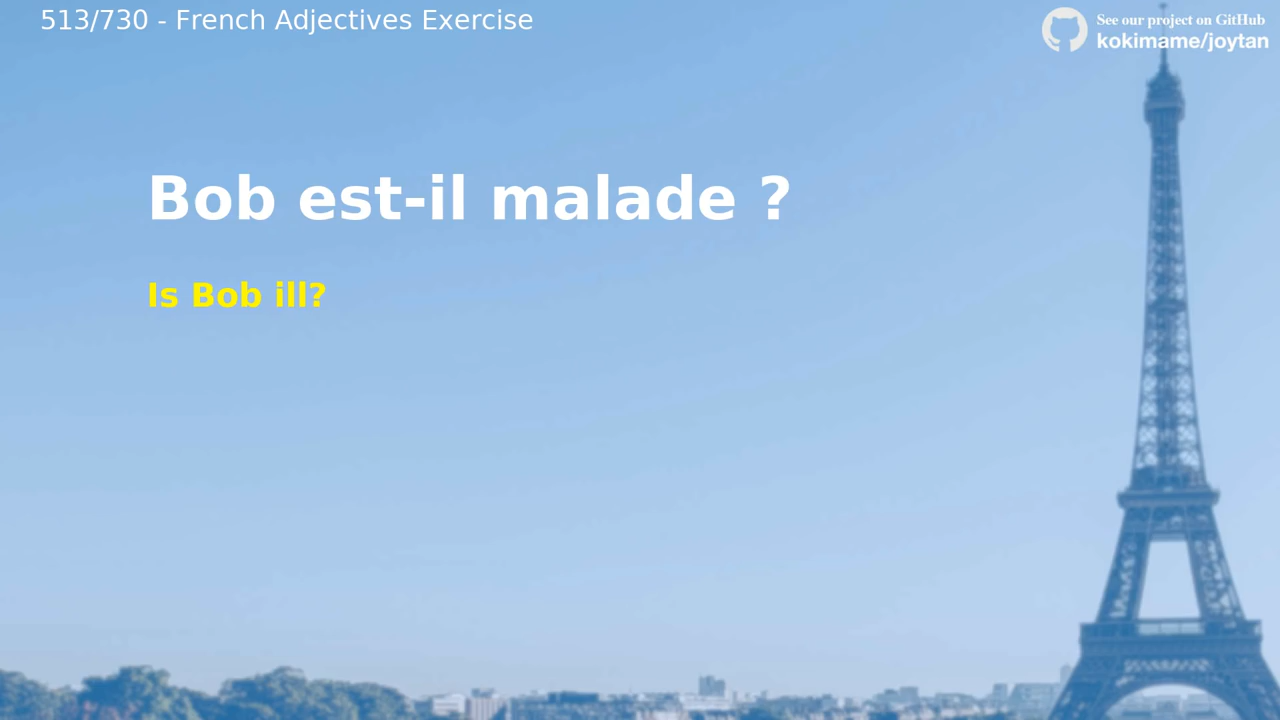 513/730 - French Adjectives Exercise
See our project on GitHub
kokimame/joytan
Bob est-il malade ?
Is Bob ill?